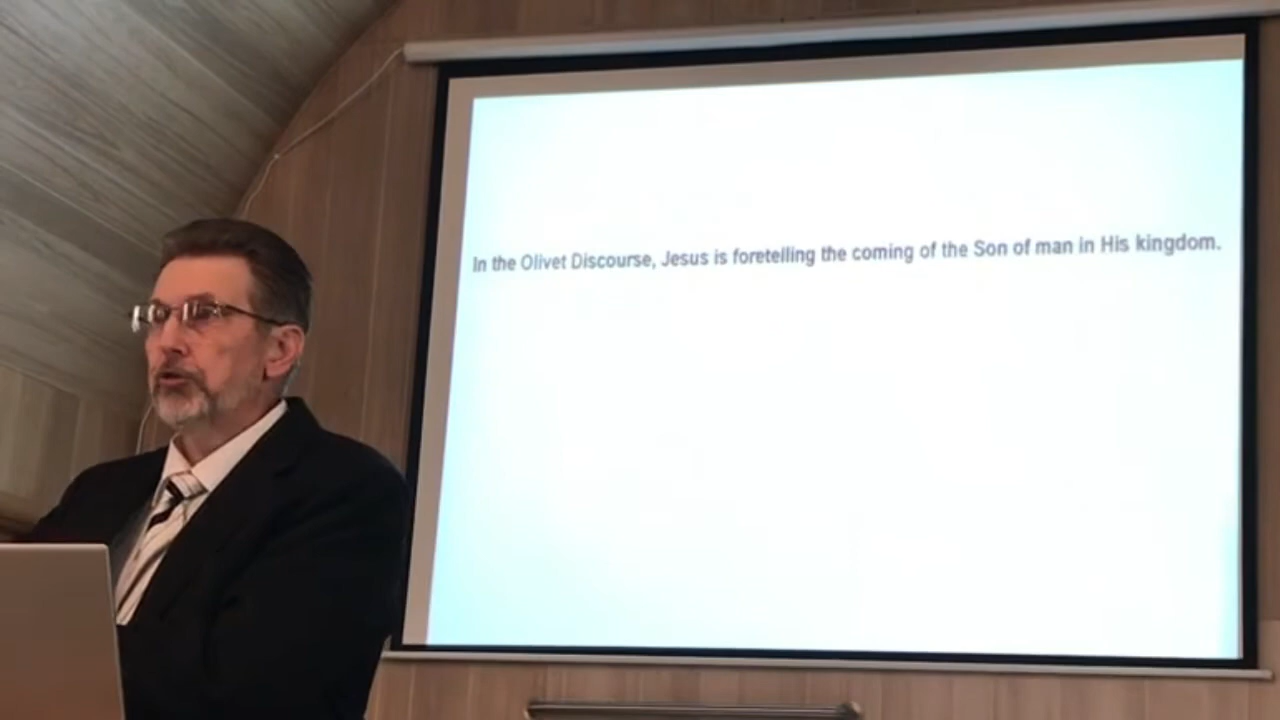 In the Olivet Discourse, Jesus is foretelling the coming of the Son of man in His kingdom.